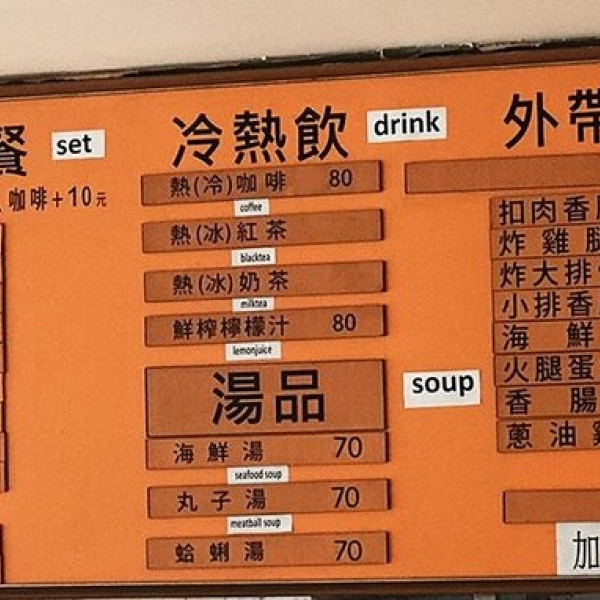 餐 set
咖啡+10元
冷熱飲 drink
熱(冷)咖啡 80
coffee
熱(冰)紅茶
blacktea
熱(冰)奶茶
milktea
鮮榨檸檬汁 80
lemonjuice
湯品 soup
海鮮湯 70
seafood soup
丸子湯 70
meatball soup
蛤蜊湯 70
外帶
扣肉香腸
炸雞腿
炸大排
小排香
海鮮
火腿蛋
香腸
蔥油雞
加